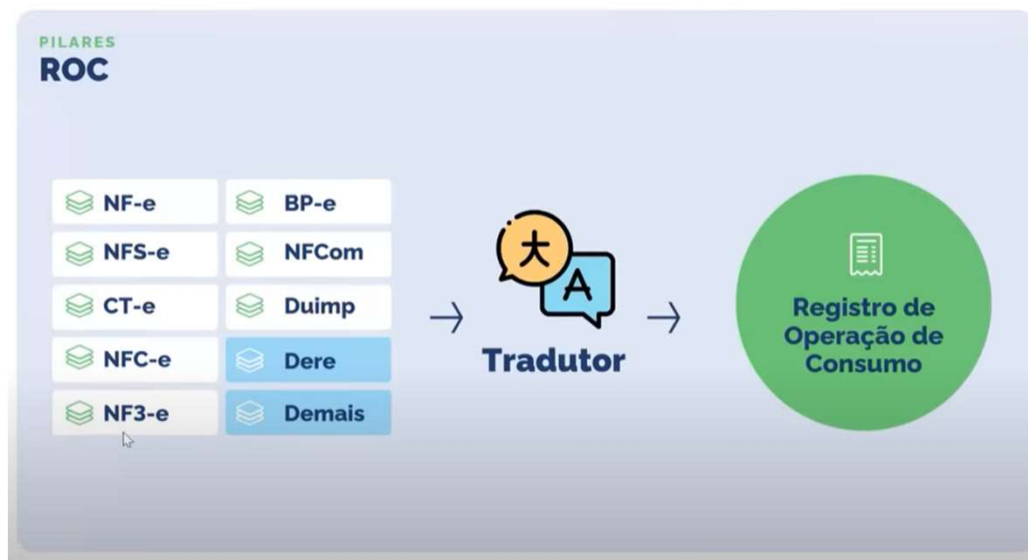 PILARES
ROC
NF-e
BP-e
NFS-e
NFCom
CT-e
Duimp
NFC-e
Dere
NF3-e
Demais
大
A
Tradutor
Registro de
Operação de
Consumo